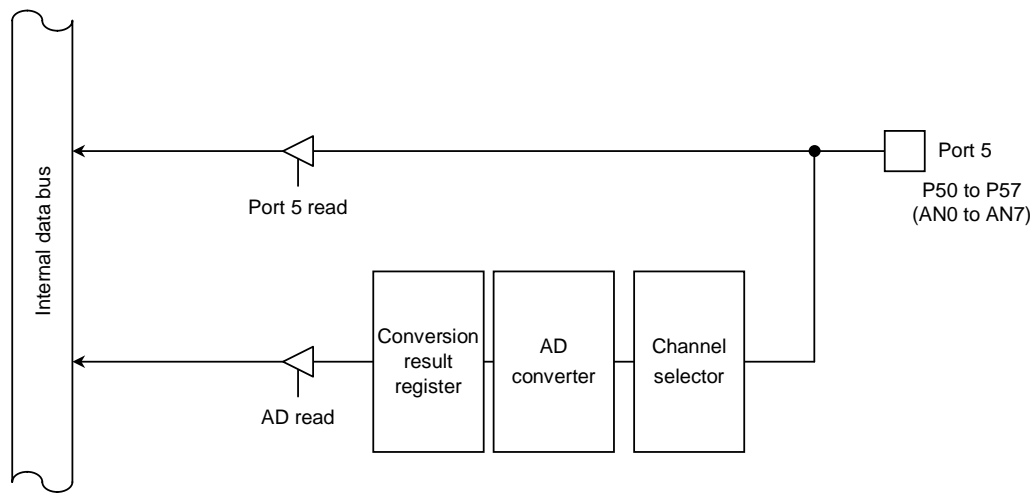 Internal data bus
Port 5 read
Port 5
P50 to P57
(AN0 to AN7)
Conversion
result
register
AD
converter
Channel
selector
AD read